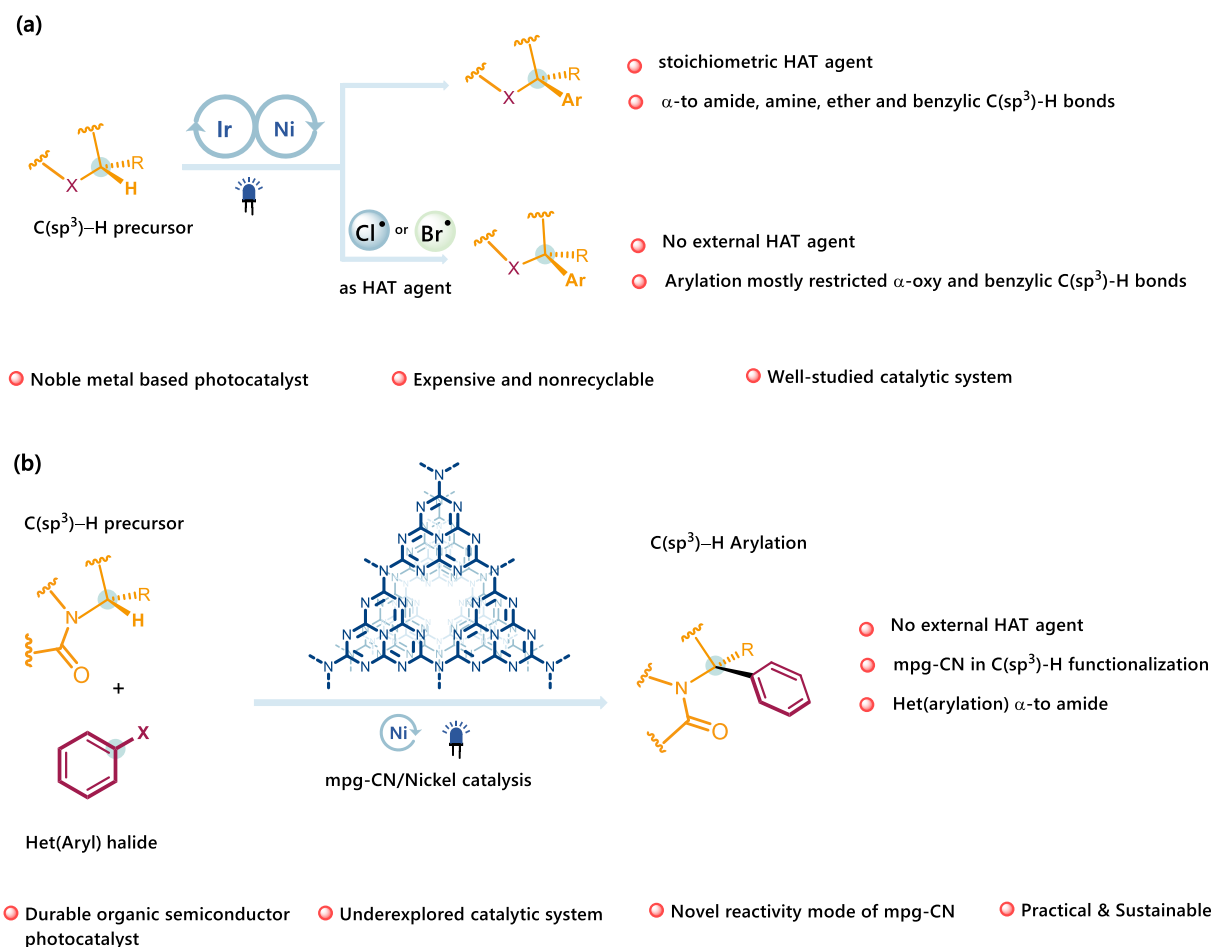 (a)
stoichiometric HAT agent
α-to amide, amine, ether and benzylic C(sp³)-H bonds
R
X
Ar
Ir
Ni
R
X
H
C(sp³)–H precursor
Cl• or Br•
as HAT agent
R
X
Ar
No external HAT agent
Arylation mostly restricted α-oxy and benzylic C(sp³)-H bonds
Noble metal based photocatalyst
Expensive and nonrecyclable
Well-studied catalytic system
(b)
C(sp³)–H precursor
R
N
H
O
+
X
Het(Aryl) halide
N
N N
N N N
N N
N N
N N N
N N
N N
N N
N N N N
N N
N N N N
N N N N N N
N N N
Ni
mpg-CN/Nickel catalysis
C(sp³)–H Arylation
R
N
O
No external HAT agent
mpg-CN in C(sp³)-H functionalization
Het(arylation) α-to amide
Durable organic semiconductor
photocatalyst
Underexplored catalytic system
Novel reactivity mode of mpg-CN
Practical & Sustainable